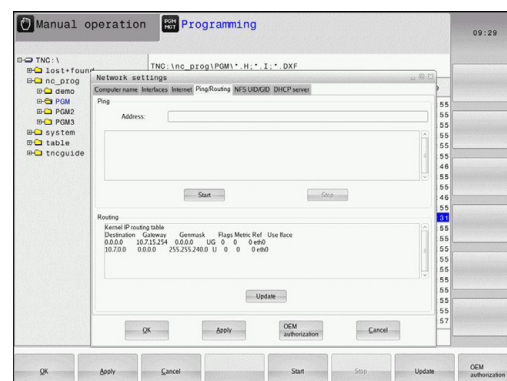 Manual operation
PGM MGT Programming
09:29
TNC:\
lost+found
nc_prog
demo
PGM
PGM2
PGM3
system
table
tncguide
TNC:\nc_prog\PGM\*.H;*.I;*.DXF
Network settings
Computer name Interfaces Internet Ping/Routing NFS UID/GID DHCP server
Ping
Address:
Start Stop
Routing
Kernel IP routing table
Destination Gateway Genmask Flags Metric Ref Use Iface
0.0.0.0 10.7.15.254 0.0.0.0 UG 0 0 0 eth0
10.7.0.0 0.0.0.0 255.255.240.0 U 0 0 0 eth0
Update
OK Apply OEM authorization Cancel
55
55
55
55
55
46
55
55
46
55
31
55
55
55
55
55
55
55
55
55
57
OK Apply Cancel Start Stop Update OEM authorization